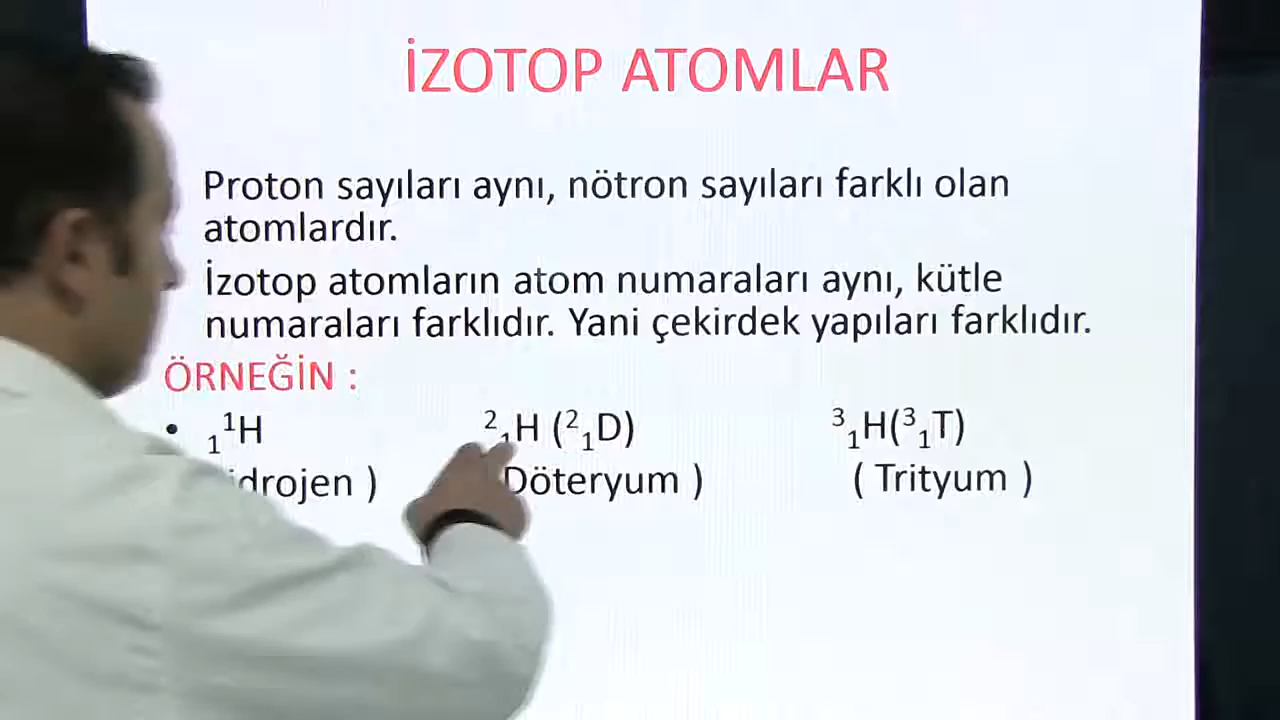 İZOTOP ATOMLAR
Proton sayıları aynı, nötron sayıları farklı olan
atomlardır.
İzotop atomların atom numaraları aynı, kütle
numaraları farklıdır. Yani çekirdek yapıları farklıdır.
ÖRNEĞİN :
• ₁¹H ²₁H (²₁D) ³₁H(³₁T)
Döteryum ) ( Trityum )